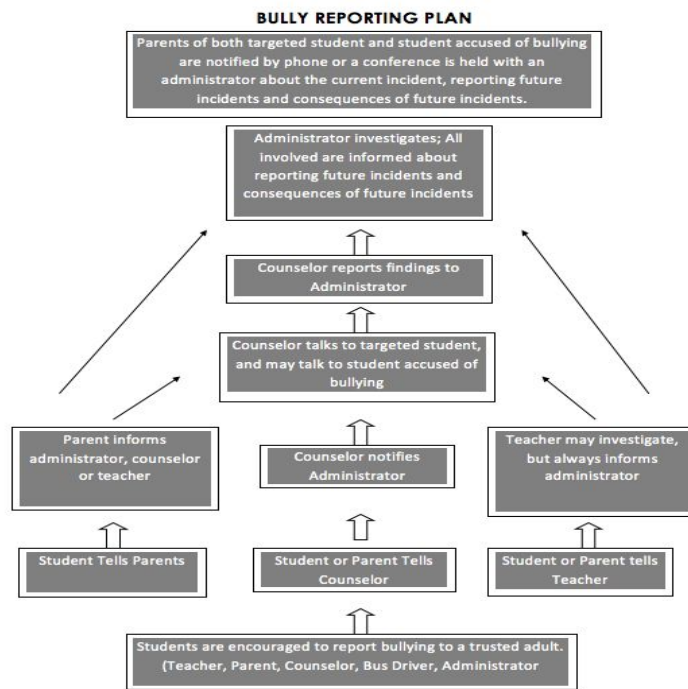 BULLY REPORTING PLAN
Parents of both targeted student and student accused of bullying
are notified by phone or a conference is held with an
administrator about the current incident, reporting future
incidents and consequences of future incidents.
Administrator investigates; All
involved are informed about
reporting future incidents and
consequences of future incidents
Counselor reports findings to
Administrator
Counselor talks to targeted student,
and may talk to student accused of
bullying
Parent informs
administrator, counselor
or teacher
Counselor notifies
Administrator
Teacher may investigate,
but always informs
administrator
Student Tells Parents
Student or Parent Tells
Counselor
Student or Parent tells
Teacher
Students are encouraged to report bullying to a trusted adult.
(Teacher, Parent, Counselor, Bus Driver, Administrator